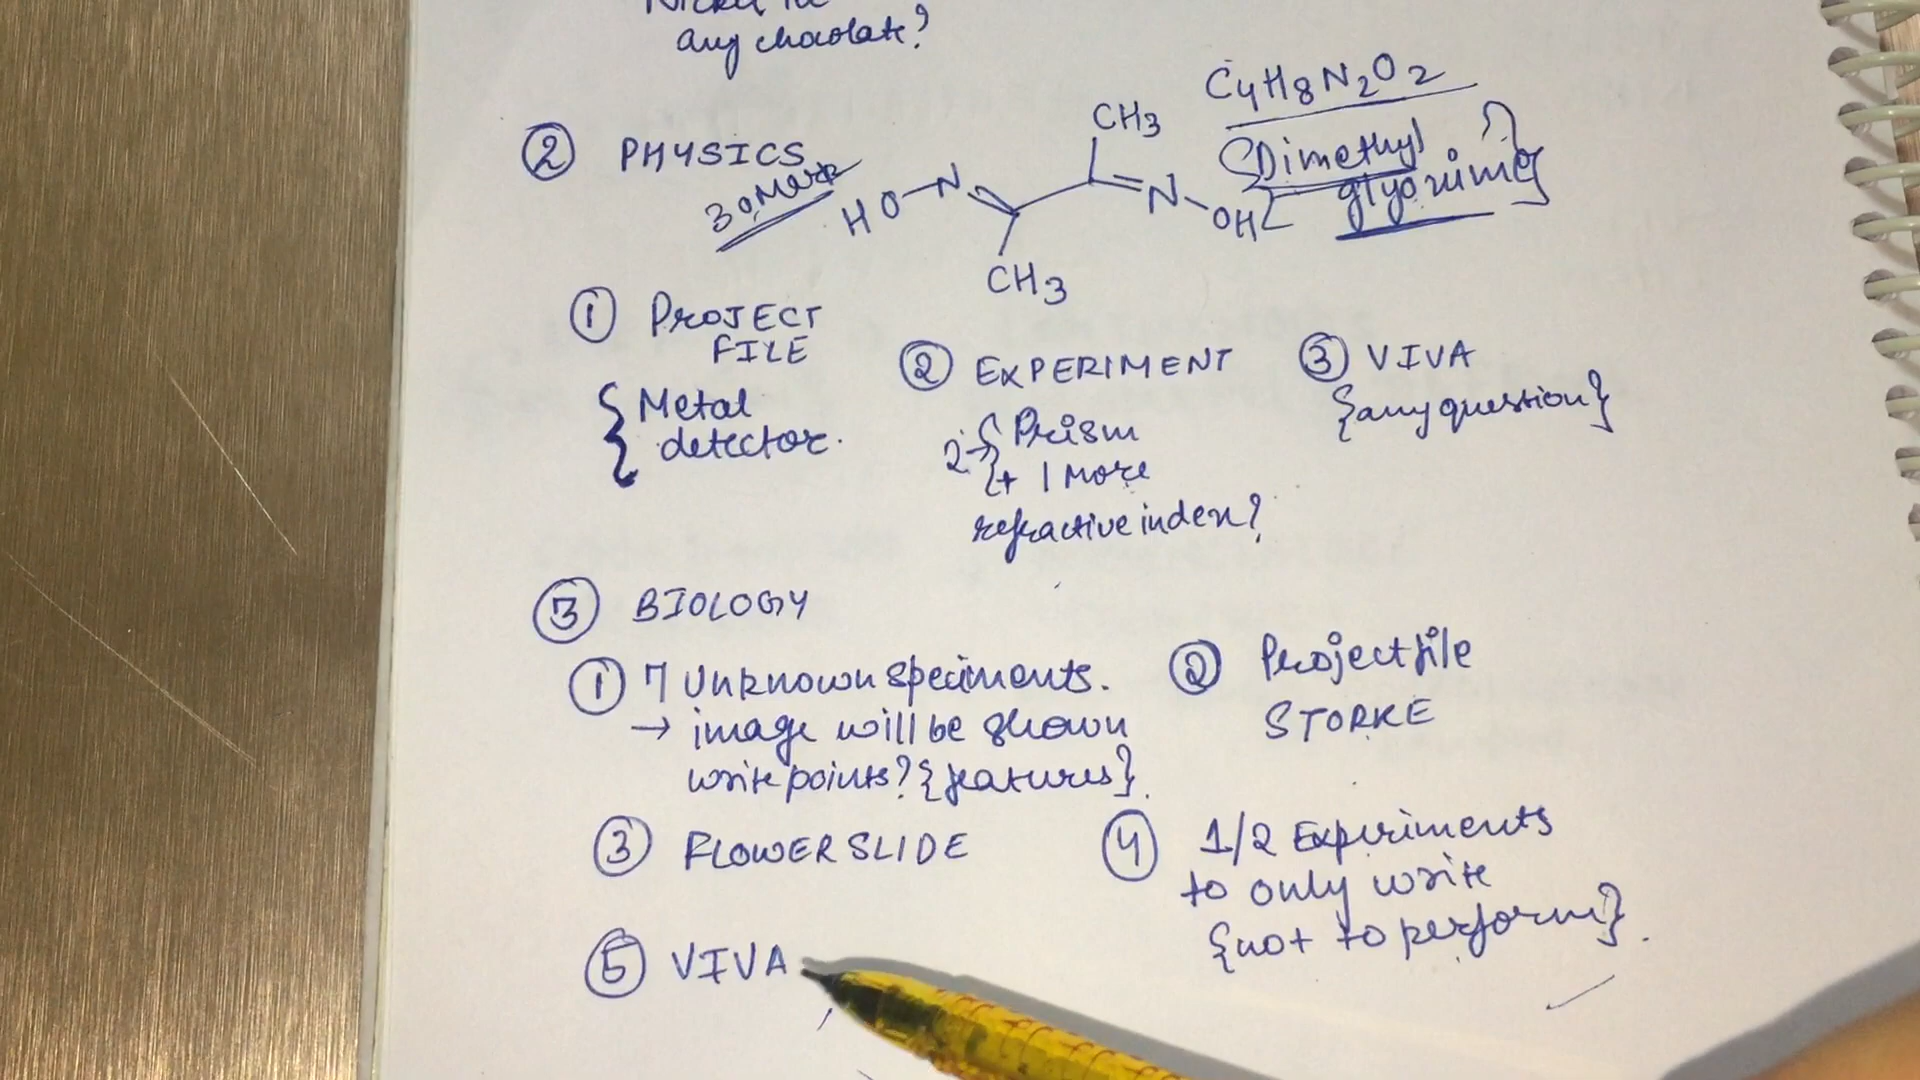 any chocolate?
C4H8N2O2
CH3
② PHYSICS
{Dimethyl
glyoxime}
30 Mark
HO-N
N-OH
CH3
① PROJECT
FILE
{ Metal
detector.
② EXPERIMENT
2→{ Prism
{+ 1 more
refractive index?
③ VIVA
{any question}
③ BIOLOGY
① 7 Unknown speciments.
→ image will be shown
write points? {features}.
② Project file
STORKE
③ FLOWER SLIDE
④ 1/2 Experiments
to only write
{not to perform}.
⑤ VIVA